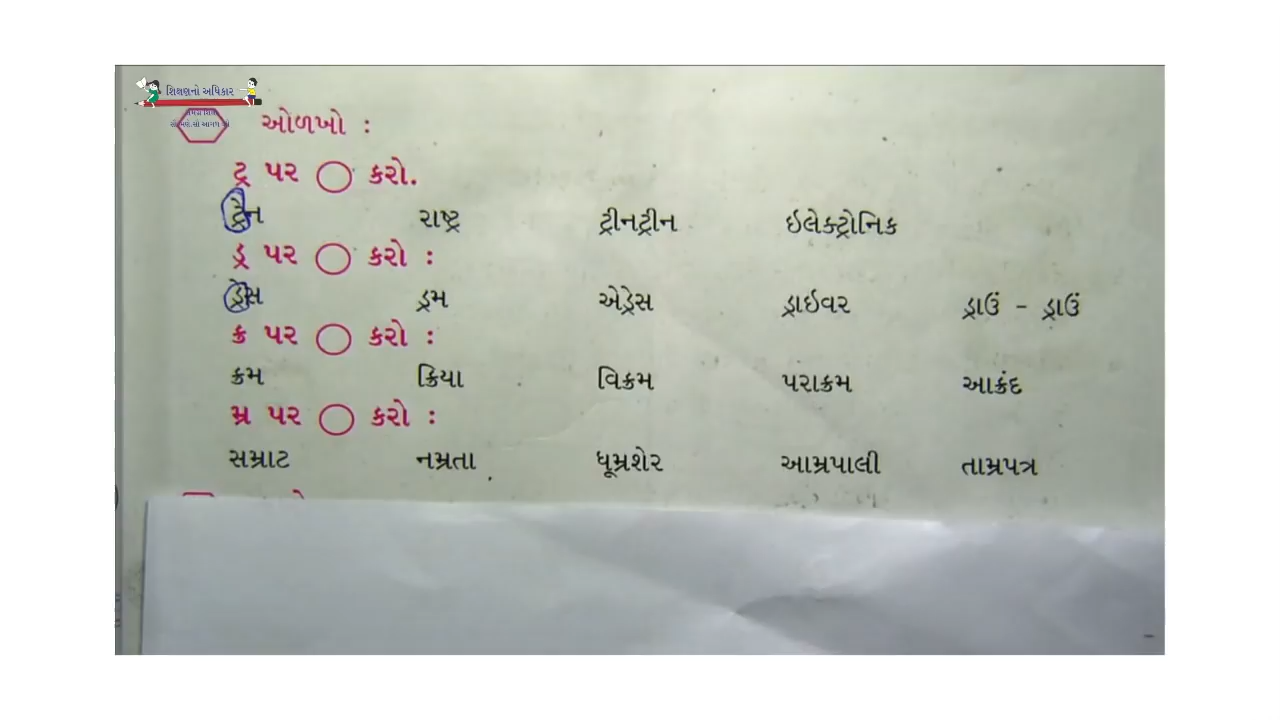 શિક્ષણનો અધિકાર
ઓળખો :
ટ્ર પર ◯ કરો.
ટ્રેન રાષ્ટ્ર ટ્રીનટ્રીન ઇલેક્ટ્રોનિક
ડ્ર પર ◯ કરો :
ડ્રેસ ડ્રમ એડ્રેસ ડ્રાઇવર ડ્રાઉં - ડ્રાઉં
ક્ર પર ◯ કરો :
ક્રમ ક્રિયા વિક્રમ પરાક્રમ આક્રંદ
મ્ર પર ◯ કરો :
સમ્રાટ નમ્રતા ધૂમ્રશેર આમ્રપાલી તામ્રપત્ર